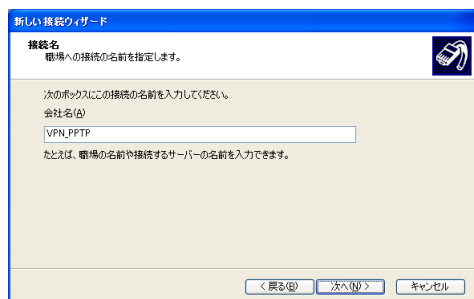 新しい接続ウィザード
接続名
職場への接続の名前を指定します。
次のボックスにこの接続の名前を入力してください。
会社名(A)
VPN_PPTP
たとえば、職場の名前や接続するサーバーの名前を入力できます。
< 戻る(B) 次へ(N) > キャンセル